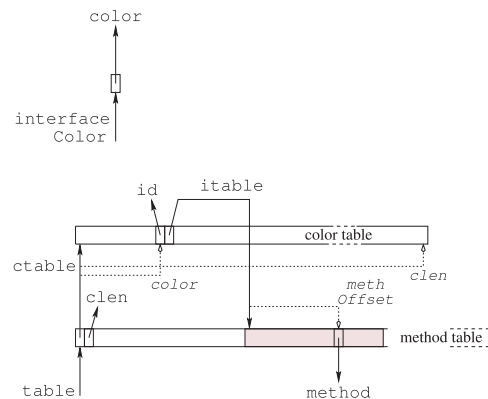 color
interface
Color
id
itable
color table
ctable
color
clen
clen
meth
Offset
method table
table
method